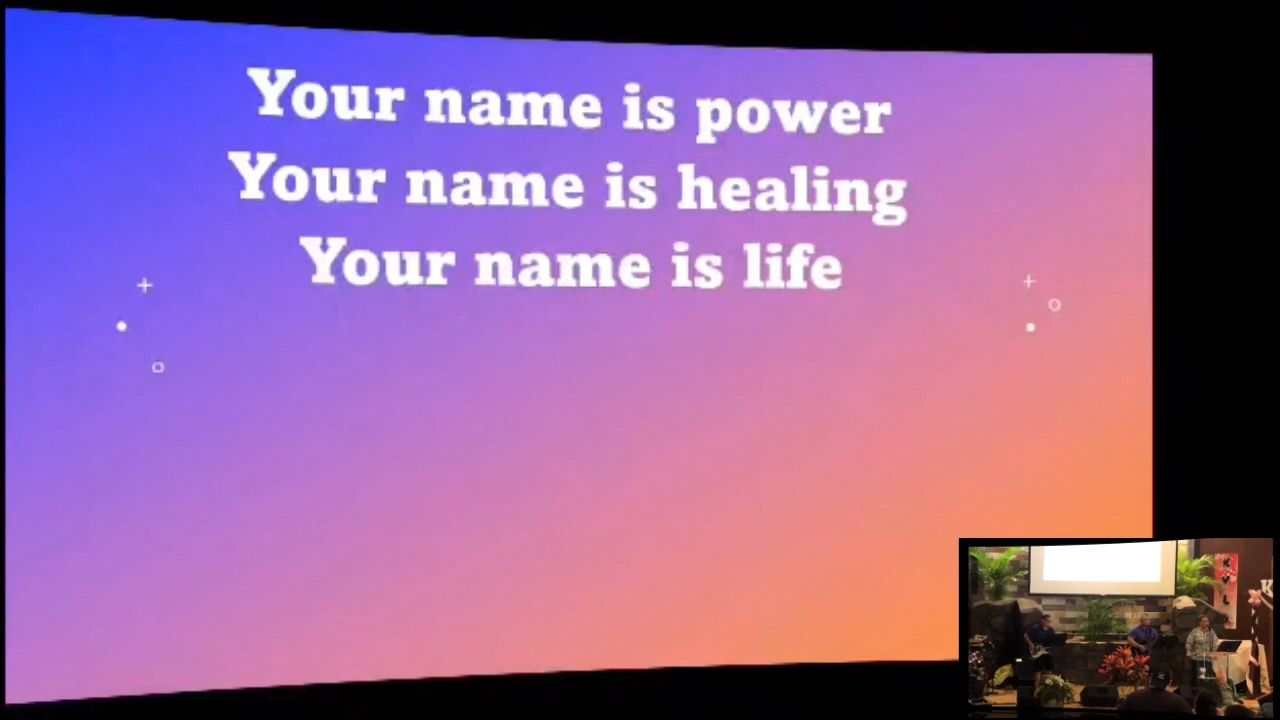 Your name is power
Your name is healing
Your name is life
K
V
L